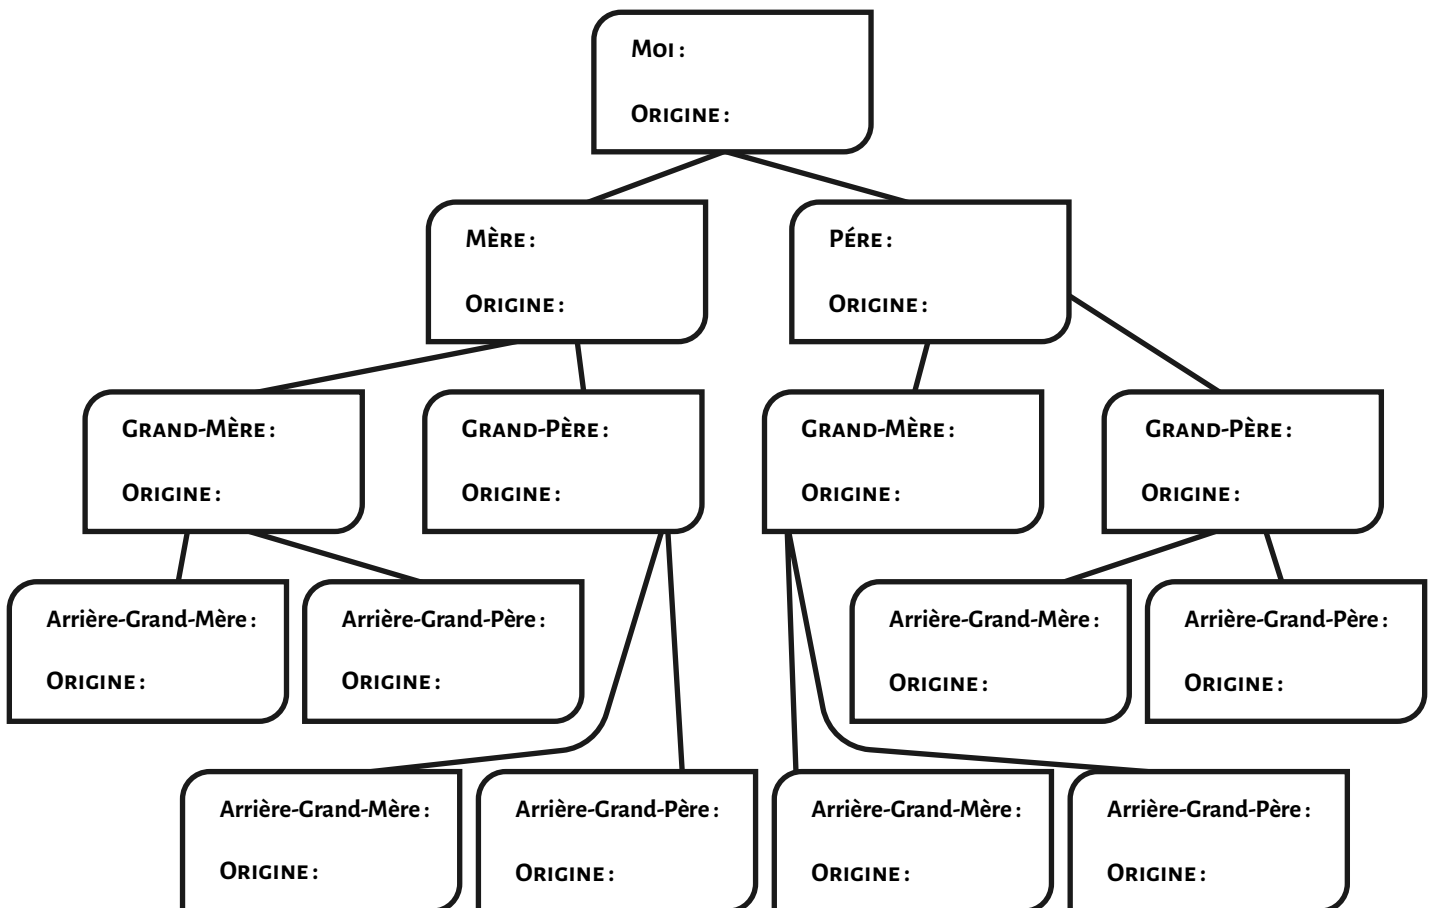 Moi :
Origine :
Mère :
Origine :
Pére :
Origine :
Grand-Mère :
Origine :
Grand-Père :
Origine :
Grand-Mère :
Origine :
Grand-Père :
Origine :
Arrière-Grand-Mère :
Origine :
Arrière-Grand-Père :
Origine :
Arrière-Grand-Mère :
Origine :
Arrière-Grand-Père :
Origine :
Arrière-Grand-Mère :
Origine :
Arrière-Grand-Père :
Origine :
Arrière-Grand-Mère :
Origine :
Arrière-Grand-Père :
Origine :